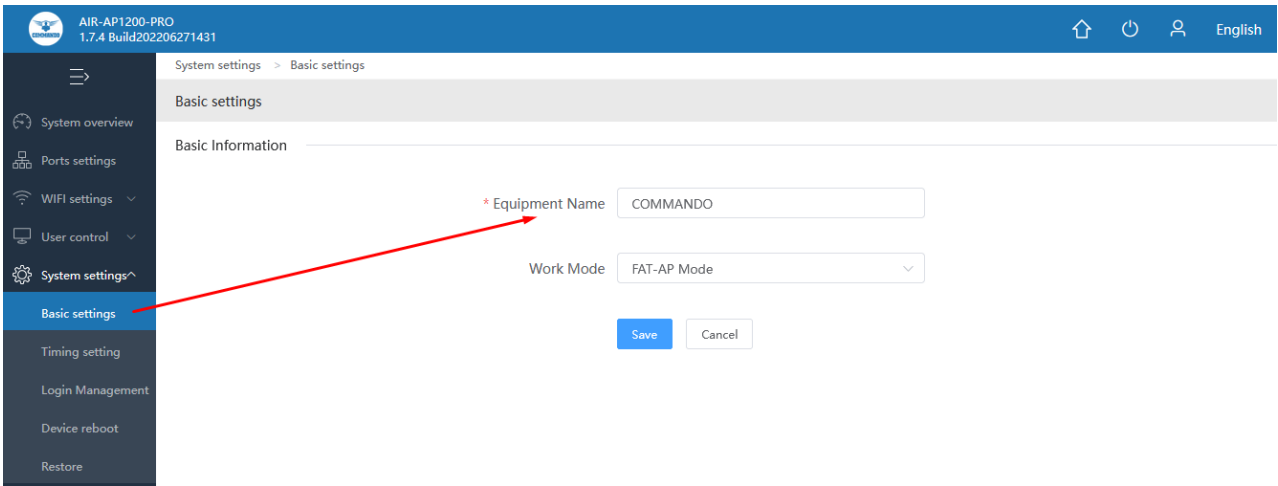 COMMANDO
AIR-AP1200-PRO
1.7.4 Build202206271431
English
System settings > Basic settings
Basic settings
Basic Information
System overview
Ports settings
WIFI settings
User control
System settings
Basic settings
Timing setting
Login Management
Device reboot
Restore
* Equipment Name COMMANDO
Work Mode FAT-AP Mode
Save Cancel